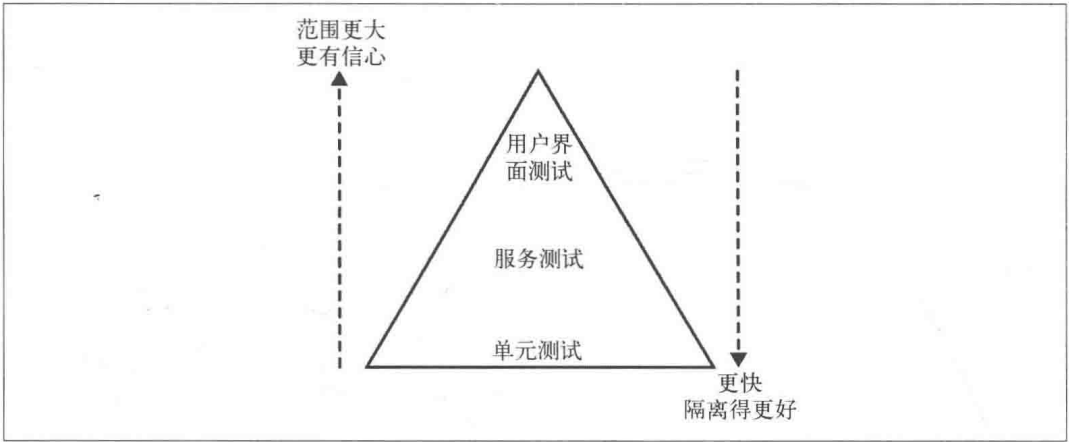 范围更大
更有信心
用户界
面测试
服务测试
单元测试
更快
隔离得更好